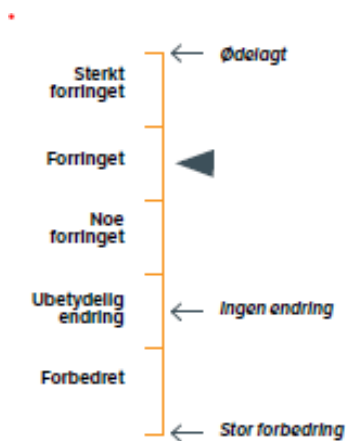 Ødelagt
Sterkt
forringet
Forringet
Noe
forringet
Ubetydelig
endring
Ingen endring
Forbedret
Stor forbedring